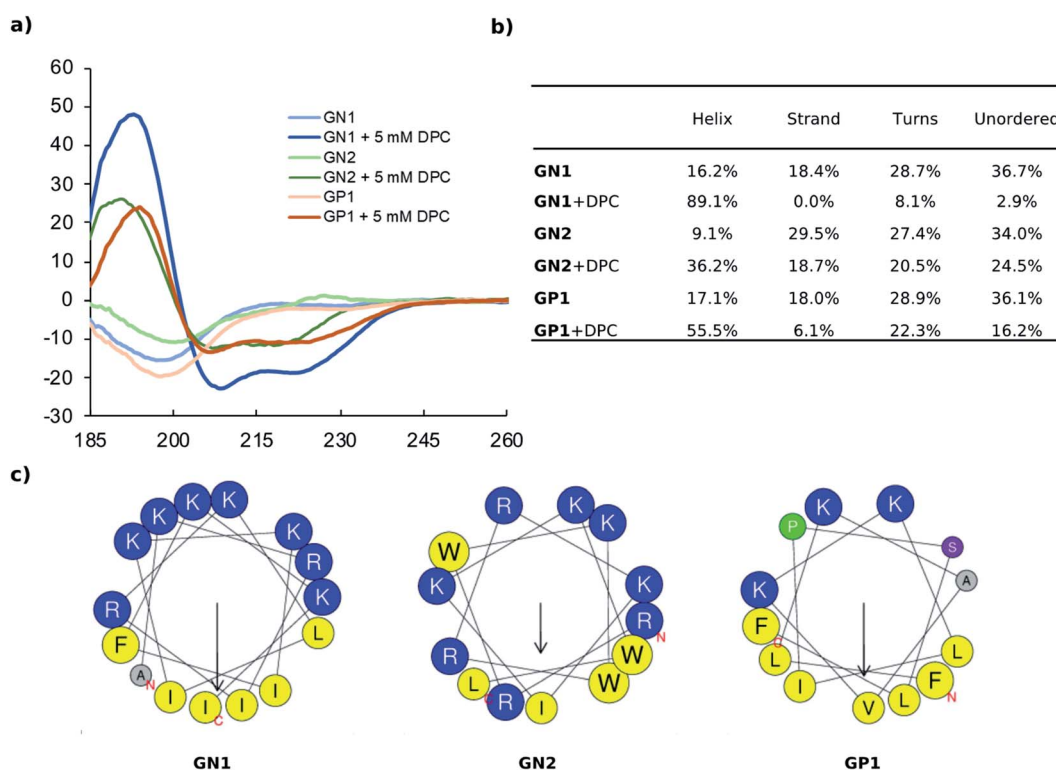 a)
b)
60
50
40
30
20
10
0
-10
-20
-30
185 200 215 230 245 260
GN1
GN1 + 5 mM DPC
GN2
GN2 + 5 mM DPC
GP1
GP1 + 5 mM DPC
Helix Strand Turns Unordered
GN1 16.2% 18.4% 28.7% 36.7%
GN1+DPC 89.1% 0.0% 8.1% 2.9%
GN2 9.1% 29.5% 27.4% 34.0%
GN2+DPC 36.2% 18.7% 20.5% 24.5%
GP1 17.1% 18.0% 28.9% 36.1%
GP1+DPC 55.5% 6.1% 22.3% 16.2%
c)
K K K K K R K R F L A N I I C I I
R K K W K K R N R W W L R I
K K P S A K F C L L I F N L V
GN1 GN2 GP1